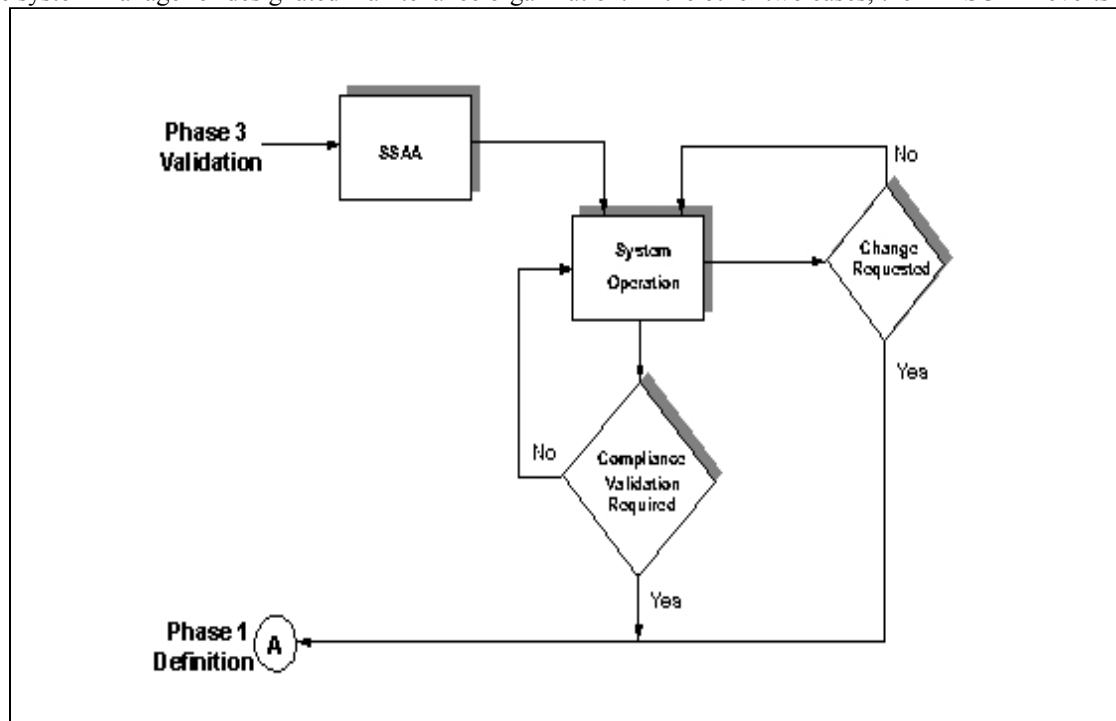 Phase 3
Validation
SSAA
No
System
Operation
Change
Requested
Yes
No
Compliance
Validation
Required
Yes
Phase 1
Definition
A